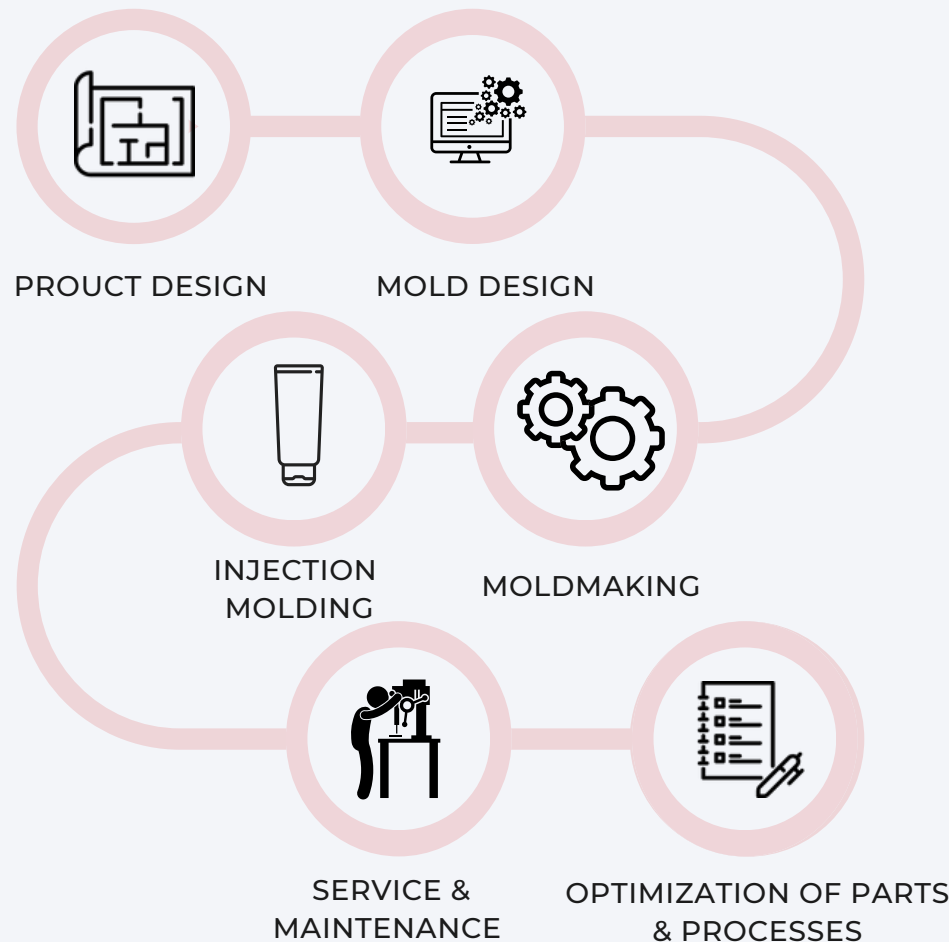 PROUCT DESIGN
MOLD DESIGN
INJECTION
MOLDING
MOLDMAKING
SERVICE &
MAINTENANCE
OPTIMIZATION OF PARTS
& PROCESSES